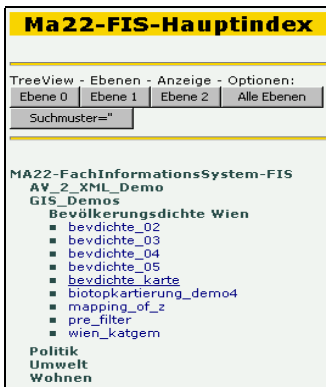 Ma22-FIS-Hauptindex
TreeView - Ebenen - Anzeige - Optionen:
Ebene 0 Ebene 1 Ebene 2 Alle Ebenen
Suchmuster=''
MA22-FachInformationsSystem-FIS
AV_2_XML_Demo
GIS_Demos
Bevölkerungsdichte Wien
bevdichte_02
bevdichte_03
bevdichte_04
bevdichte_05
bevdichte_karte
biotopkartierung_demo4
mapping_of_z
pre_filter
wien_katgem
Politik
Umwelt
Wohnen